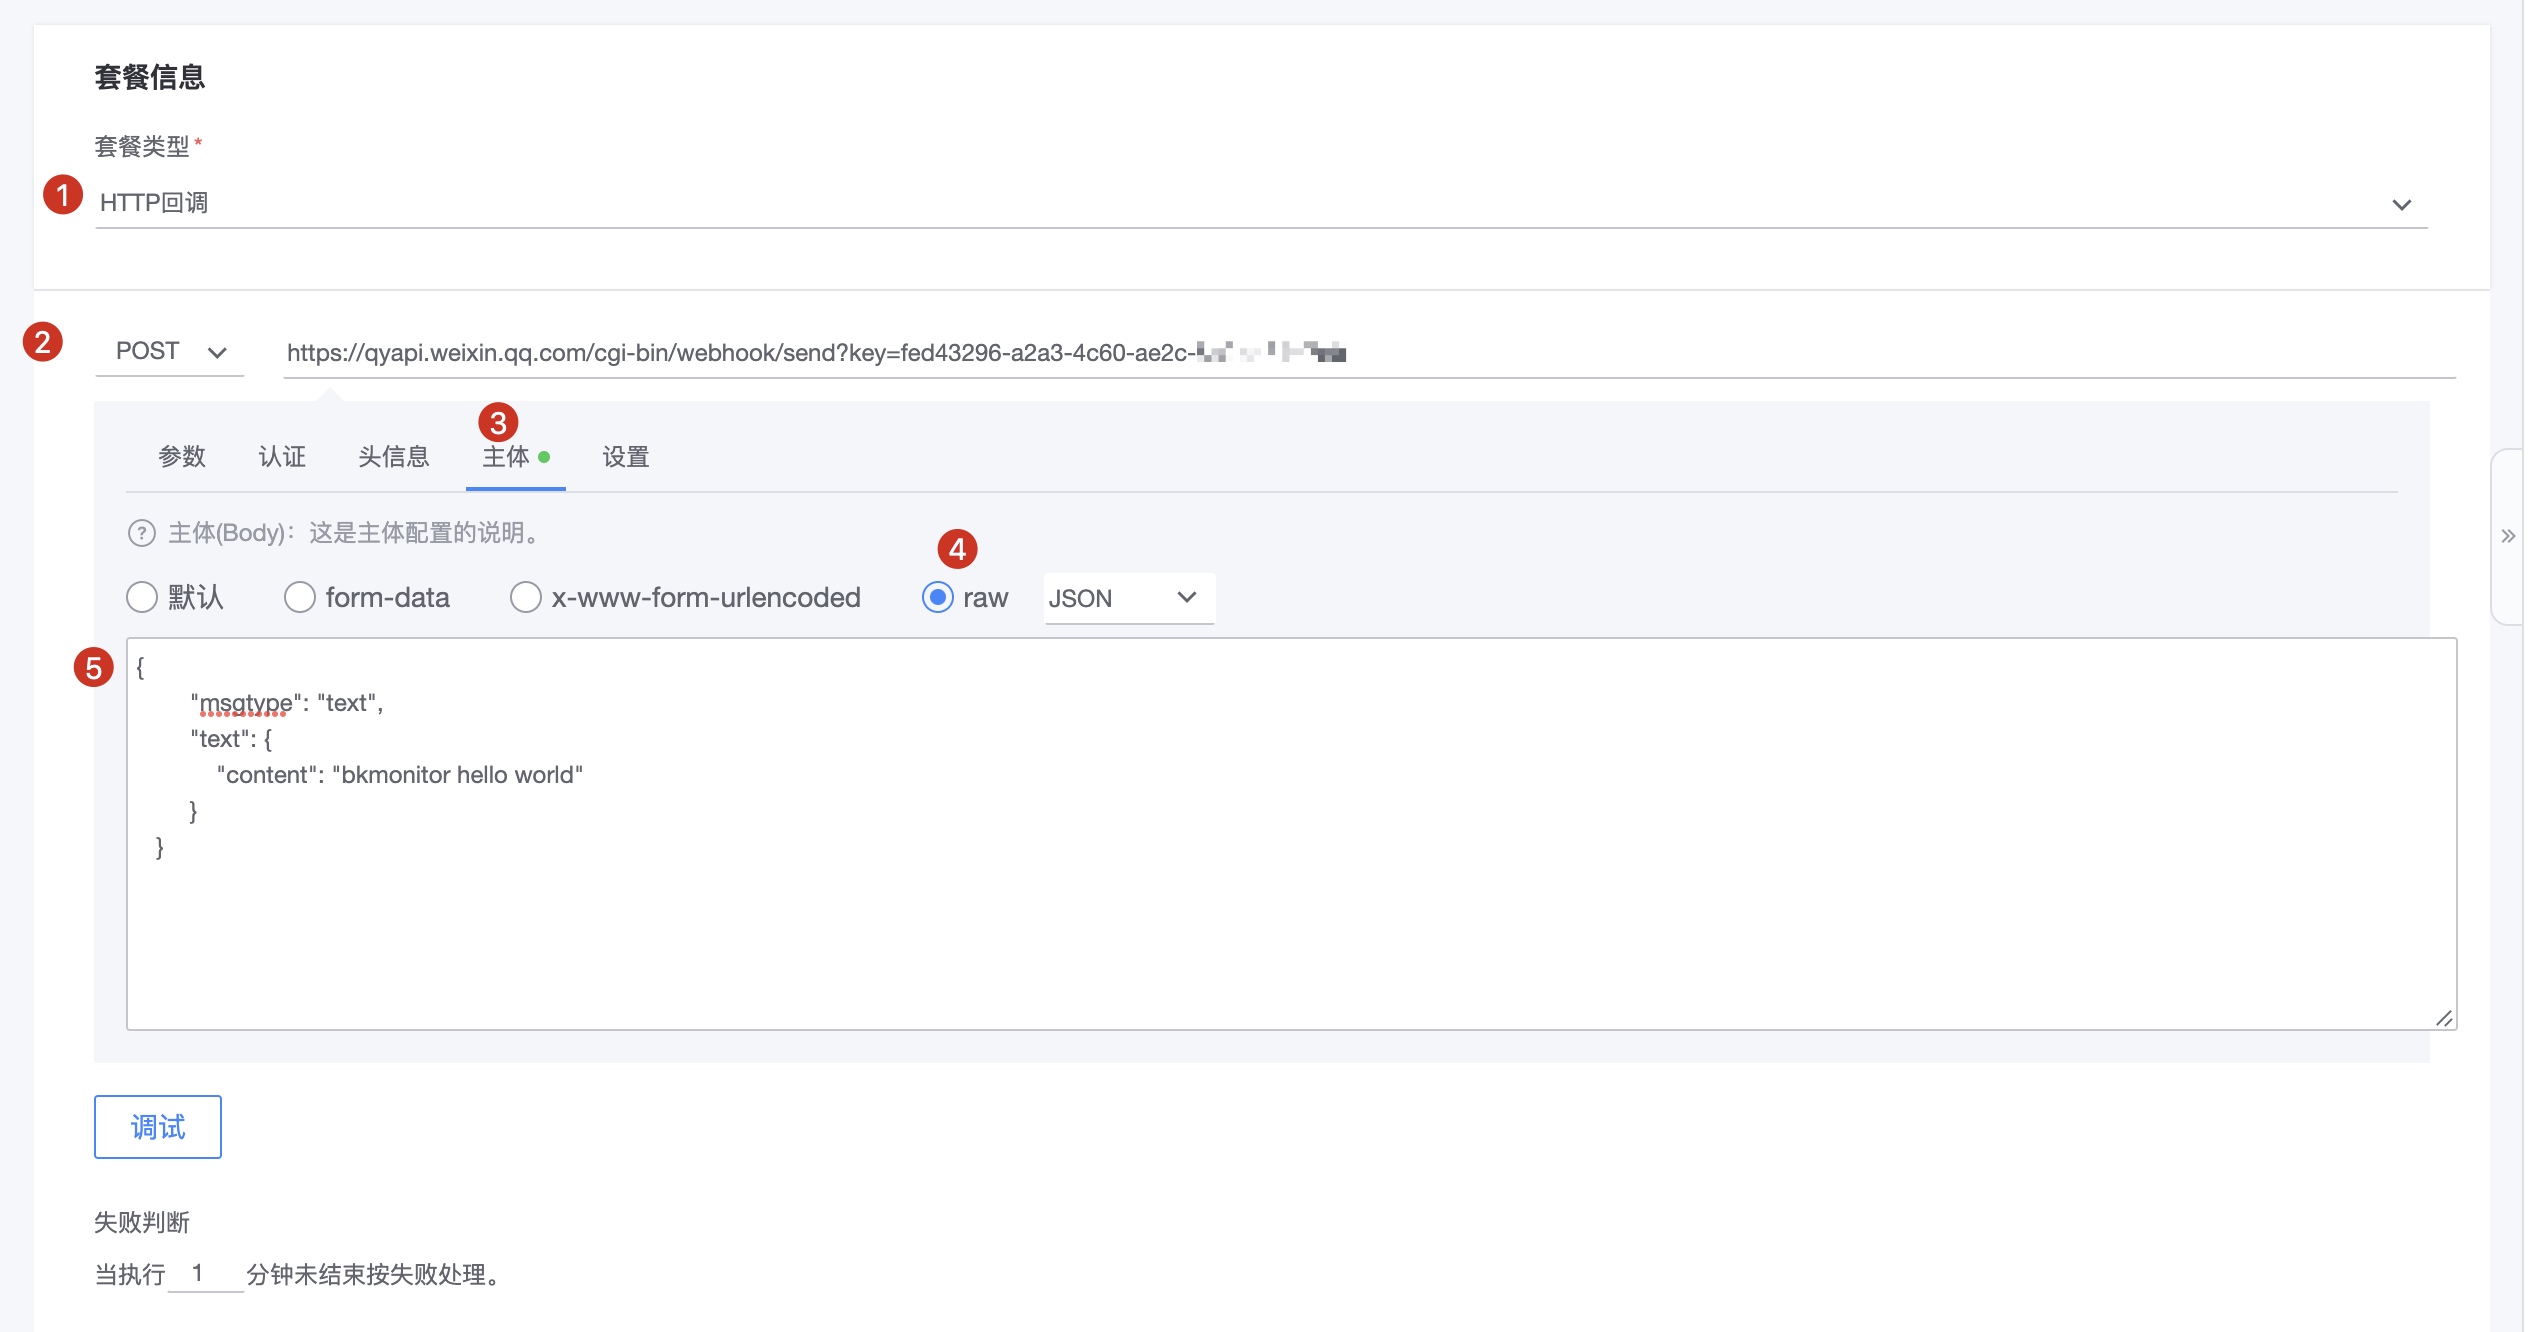 套餐信息
套餐类型*
1 HTTP回调
2 POST https://qyapi.weixin.qq.com/cgi-bin/webhook/send?key=fed43296-a2a3-4c60-ae2c-
3
参数 认证 头信息 主体 设置
? 主体(Body)：这是主体配置的说明。
4
默认 form-data x-www-form-urlencoded raw JSON
5 {
"msgtype": "text",
"text": {
"content": "bkmonitor hello world"
}
}
调试
失败判断
当执行 1 分钟未结束按失败处理。